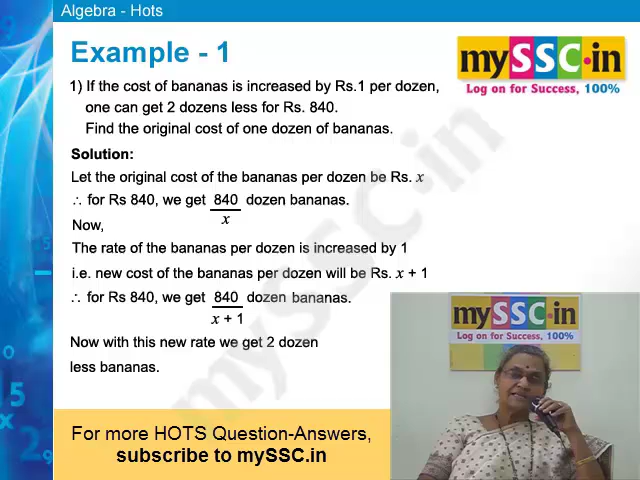 Algebra - Hots
Example - 1
mySSC.in
Log on for Success, 100%
1) If the cost of bananas is increased by Rs.1 per dozen,
one can get 2 dozens less for Rs. 840.
Find the original cost of one dozen of bananas.
Solution:
Let the original cost of the bananas per dozen be Rs. x
∴ for Rs 840, we get 840/x dozen bananas.
Now,
The rate of the bananas per dozen is increased by 1
i.e. new cost of the bananas per dozen will be Rs. x + 1
∴ for Rs 840, we get 840/(x + 1) dozen bananas.
Now with this new rate we get 2 dozen
less bananas.
mySSC.in
Log on for Success, 100%
For more HOTS Question-Answers,
subscribe to mySSC.in
mySSC.in